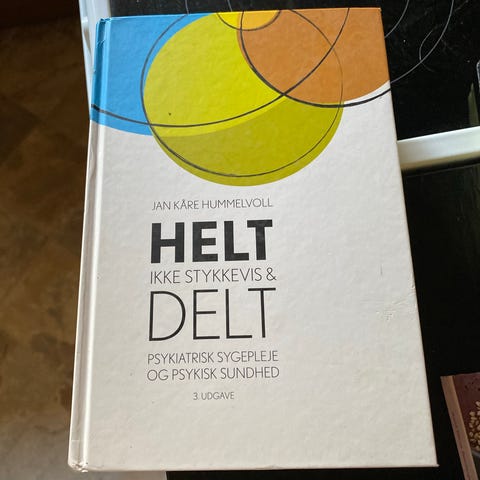 JAN KÅRE HUMMELVOLL
HELT
IKKE STYKKEVIS &
DELT
PSYKIATRISK SYGEPLEJE
OG PSYKISK SUNDHED
3. UDGAVE